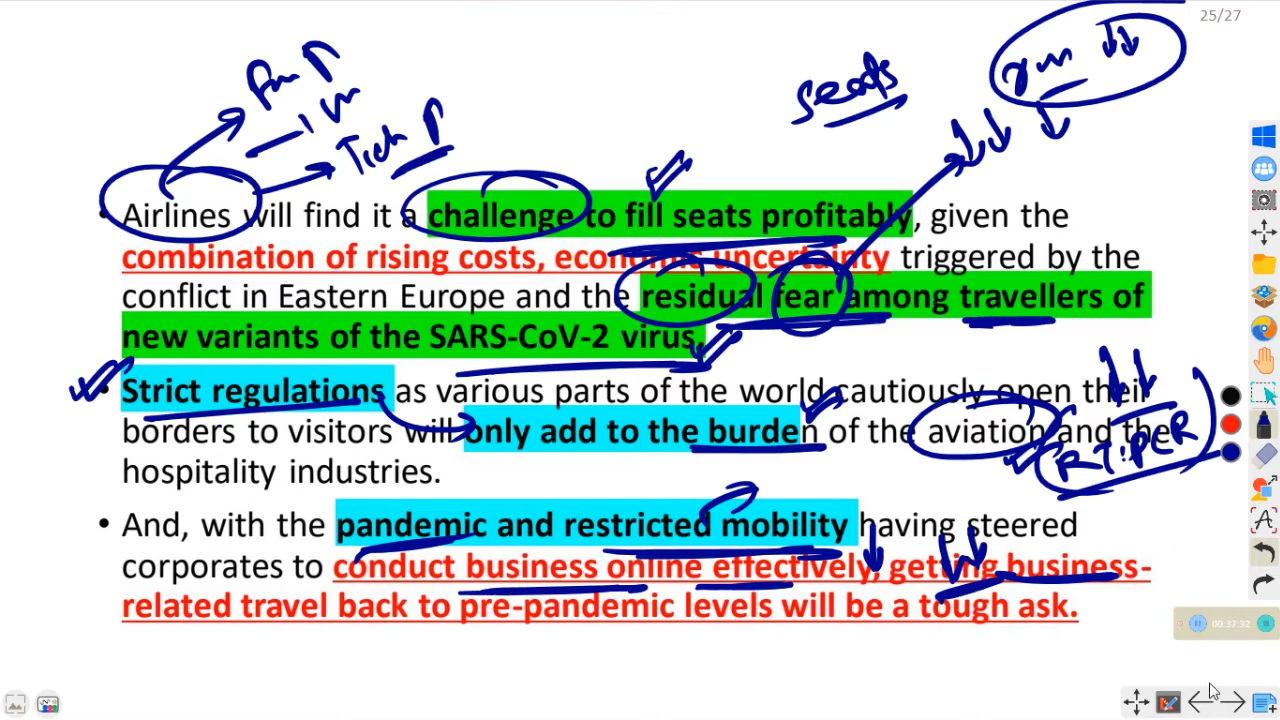 25/27
seats
• Airlines will find it a challenge to fill seats profitably, given the
combination of rising costs, economic uncertainty triggered by the
conflict in Eastern Europe and the residual fear among travellers of
new variants of the SARS-CoV-2 virus.
• Strict regulations as various parts of the world cautiously open their
borders to visitors will only add to the burden of the aviation and the
RT:PCR
hospitality industries.
• And, with the pandemic and restricted mobility having steered
corporates to conduct business online effectively, getting business-
related travel back to pre-pandemic levels will be a tough ask.
00:37:32